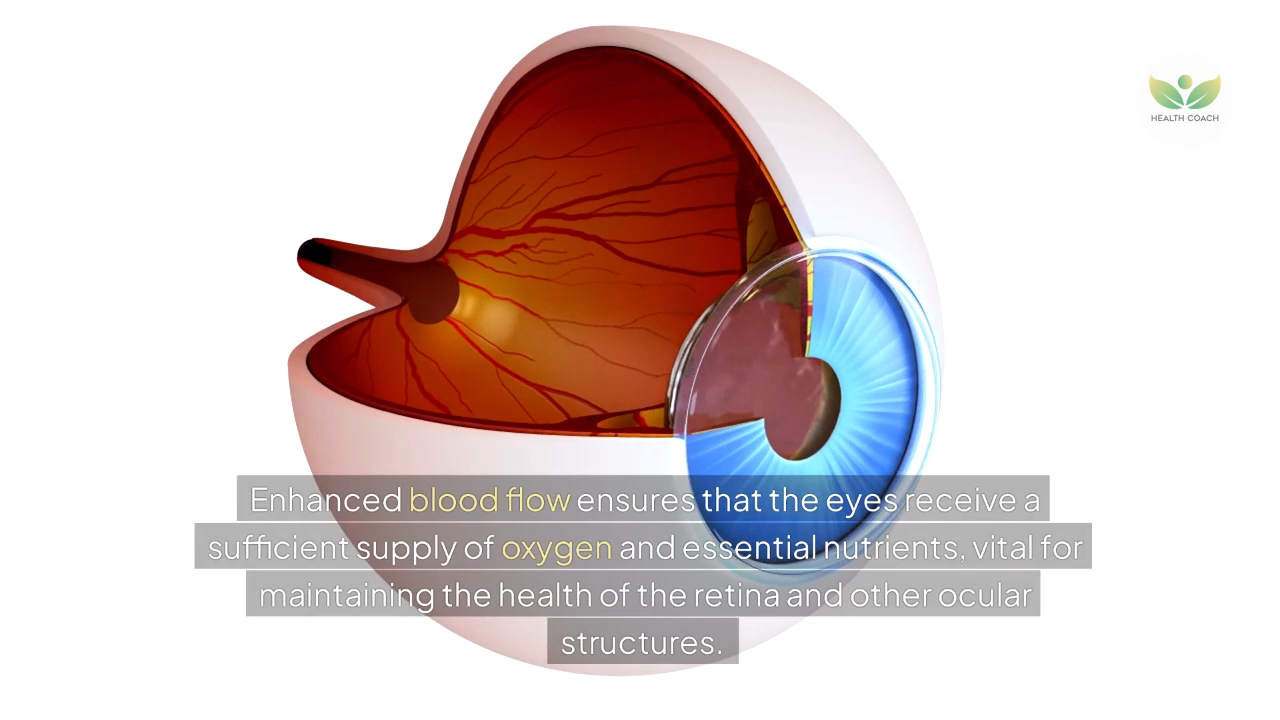 HEALTH COACH
Enhanced blood flow ensures that the eyes receive a
sufficient supply of oxygen and essential nutrients, vital for
maintaining the health of the retina and other ocular
structures.